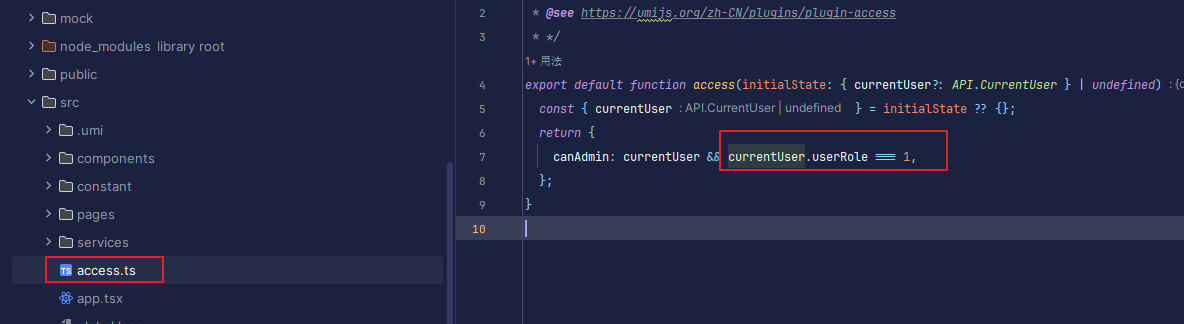 mock
node_modules library root
public
src
.umi
components
constant
pages
services
access.ts
app.tsx
2 * @see https://umijs.org/zh-CN/plugins/plugin-access
3 * */
1+ 用法
4 export default function access(initialState: { currentUser?: API.CurrentUser } | undefined) :{c
5 const { currentUser : API.CurrentUser | undefined } = initialState ?? {};
6 return {
7 canAdmin: currentUser && currentUser.userRole === 1,
8 };
9 }
10